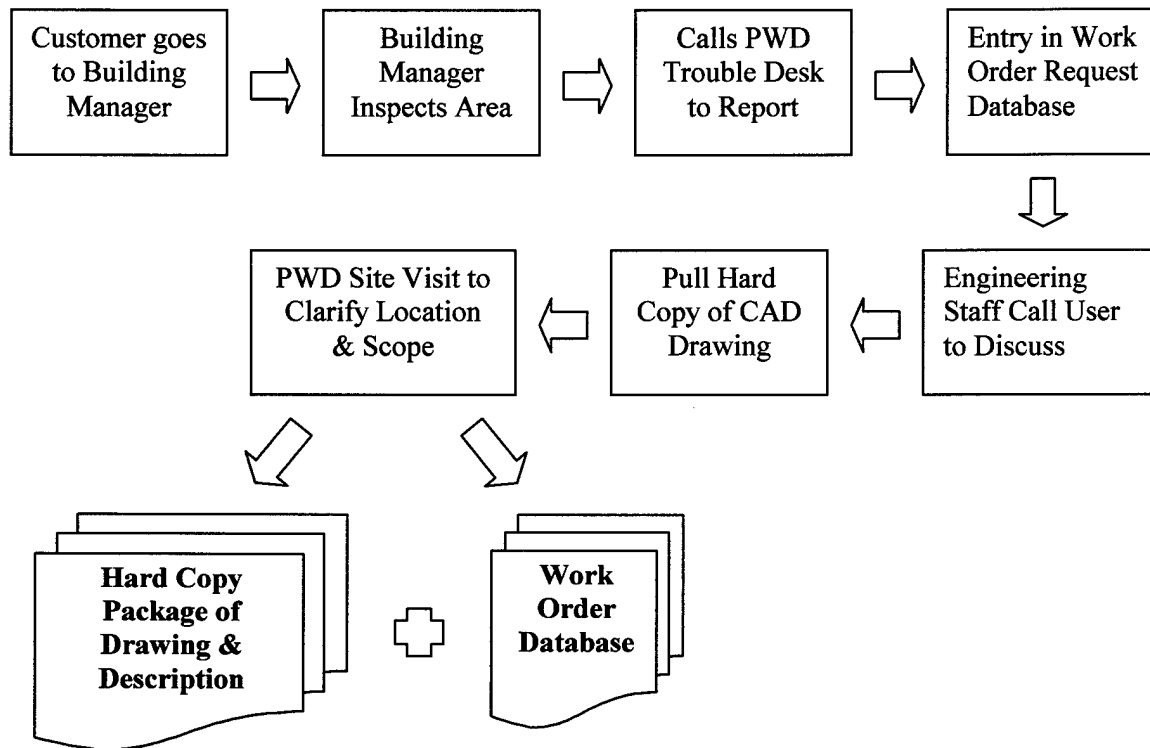 Customer goes
to Building
Manager
Building
Manager
Inspects Area
Calls PWD
Trouble Desk
to Report
Entry in Work
Order Request
Database
Engineering
Staff Call User
to Discuss
Pull Hard
Copy of CAD
Drawing
PWD Site Visit to
Clarify Location
& Scope
Hard Copy
Package of
Drawing &
Description
Work
Order
Database